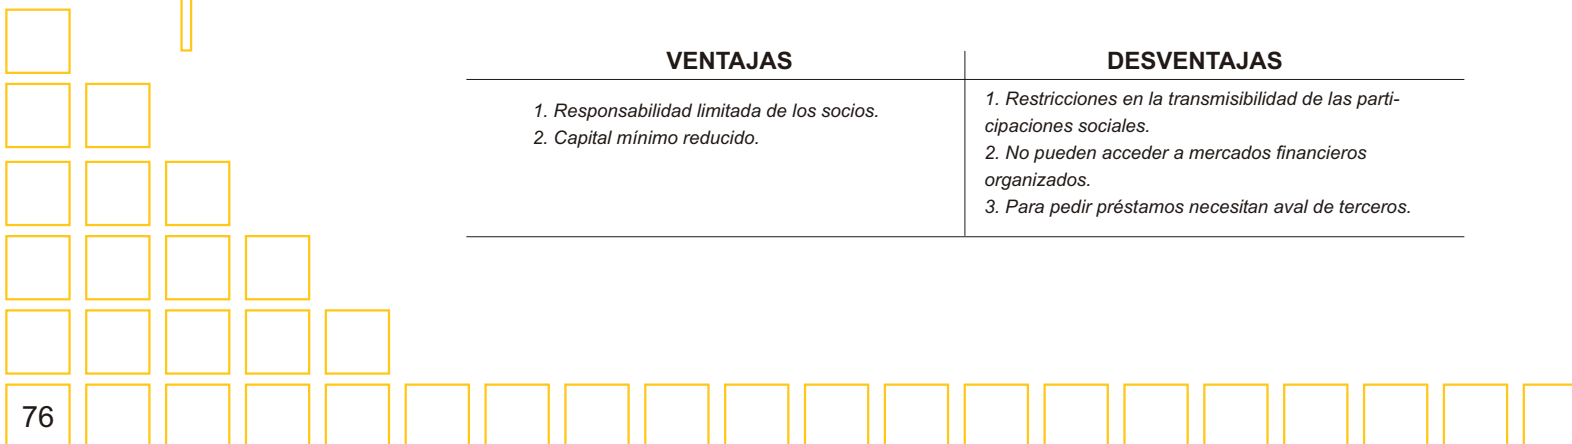 VENTAJAS
DESVENTAJAS
1. Responsabilidad limitada de los socios.
2. Capital mínimo reducido.
1. Restricciones en la transmisibilidad de las parti-
cipaciones sociales.
2. No pueden acceder a mercados financieros
organizados.
3. Para pedir préstamos necesitan aval de terceros.
76